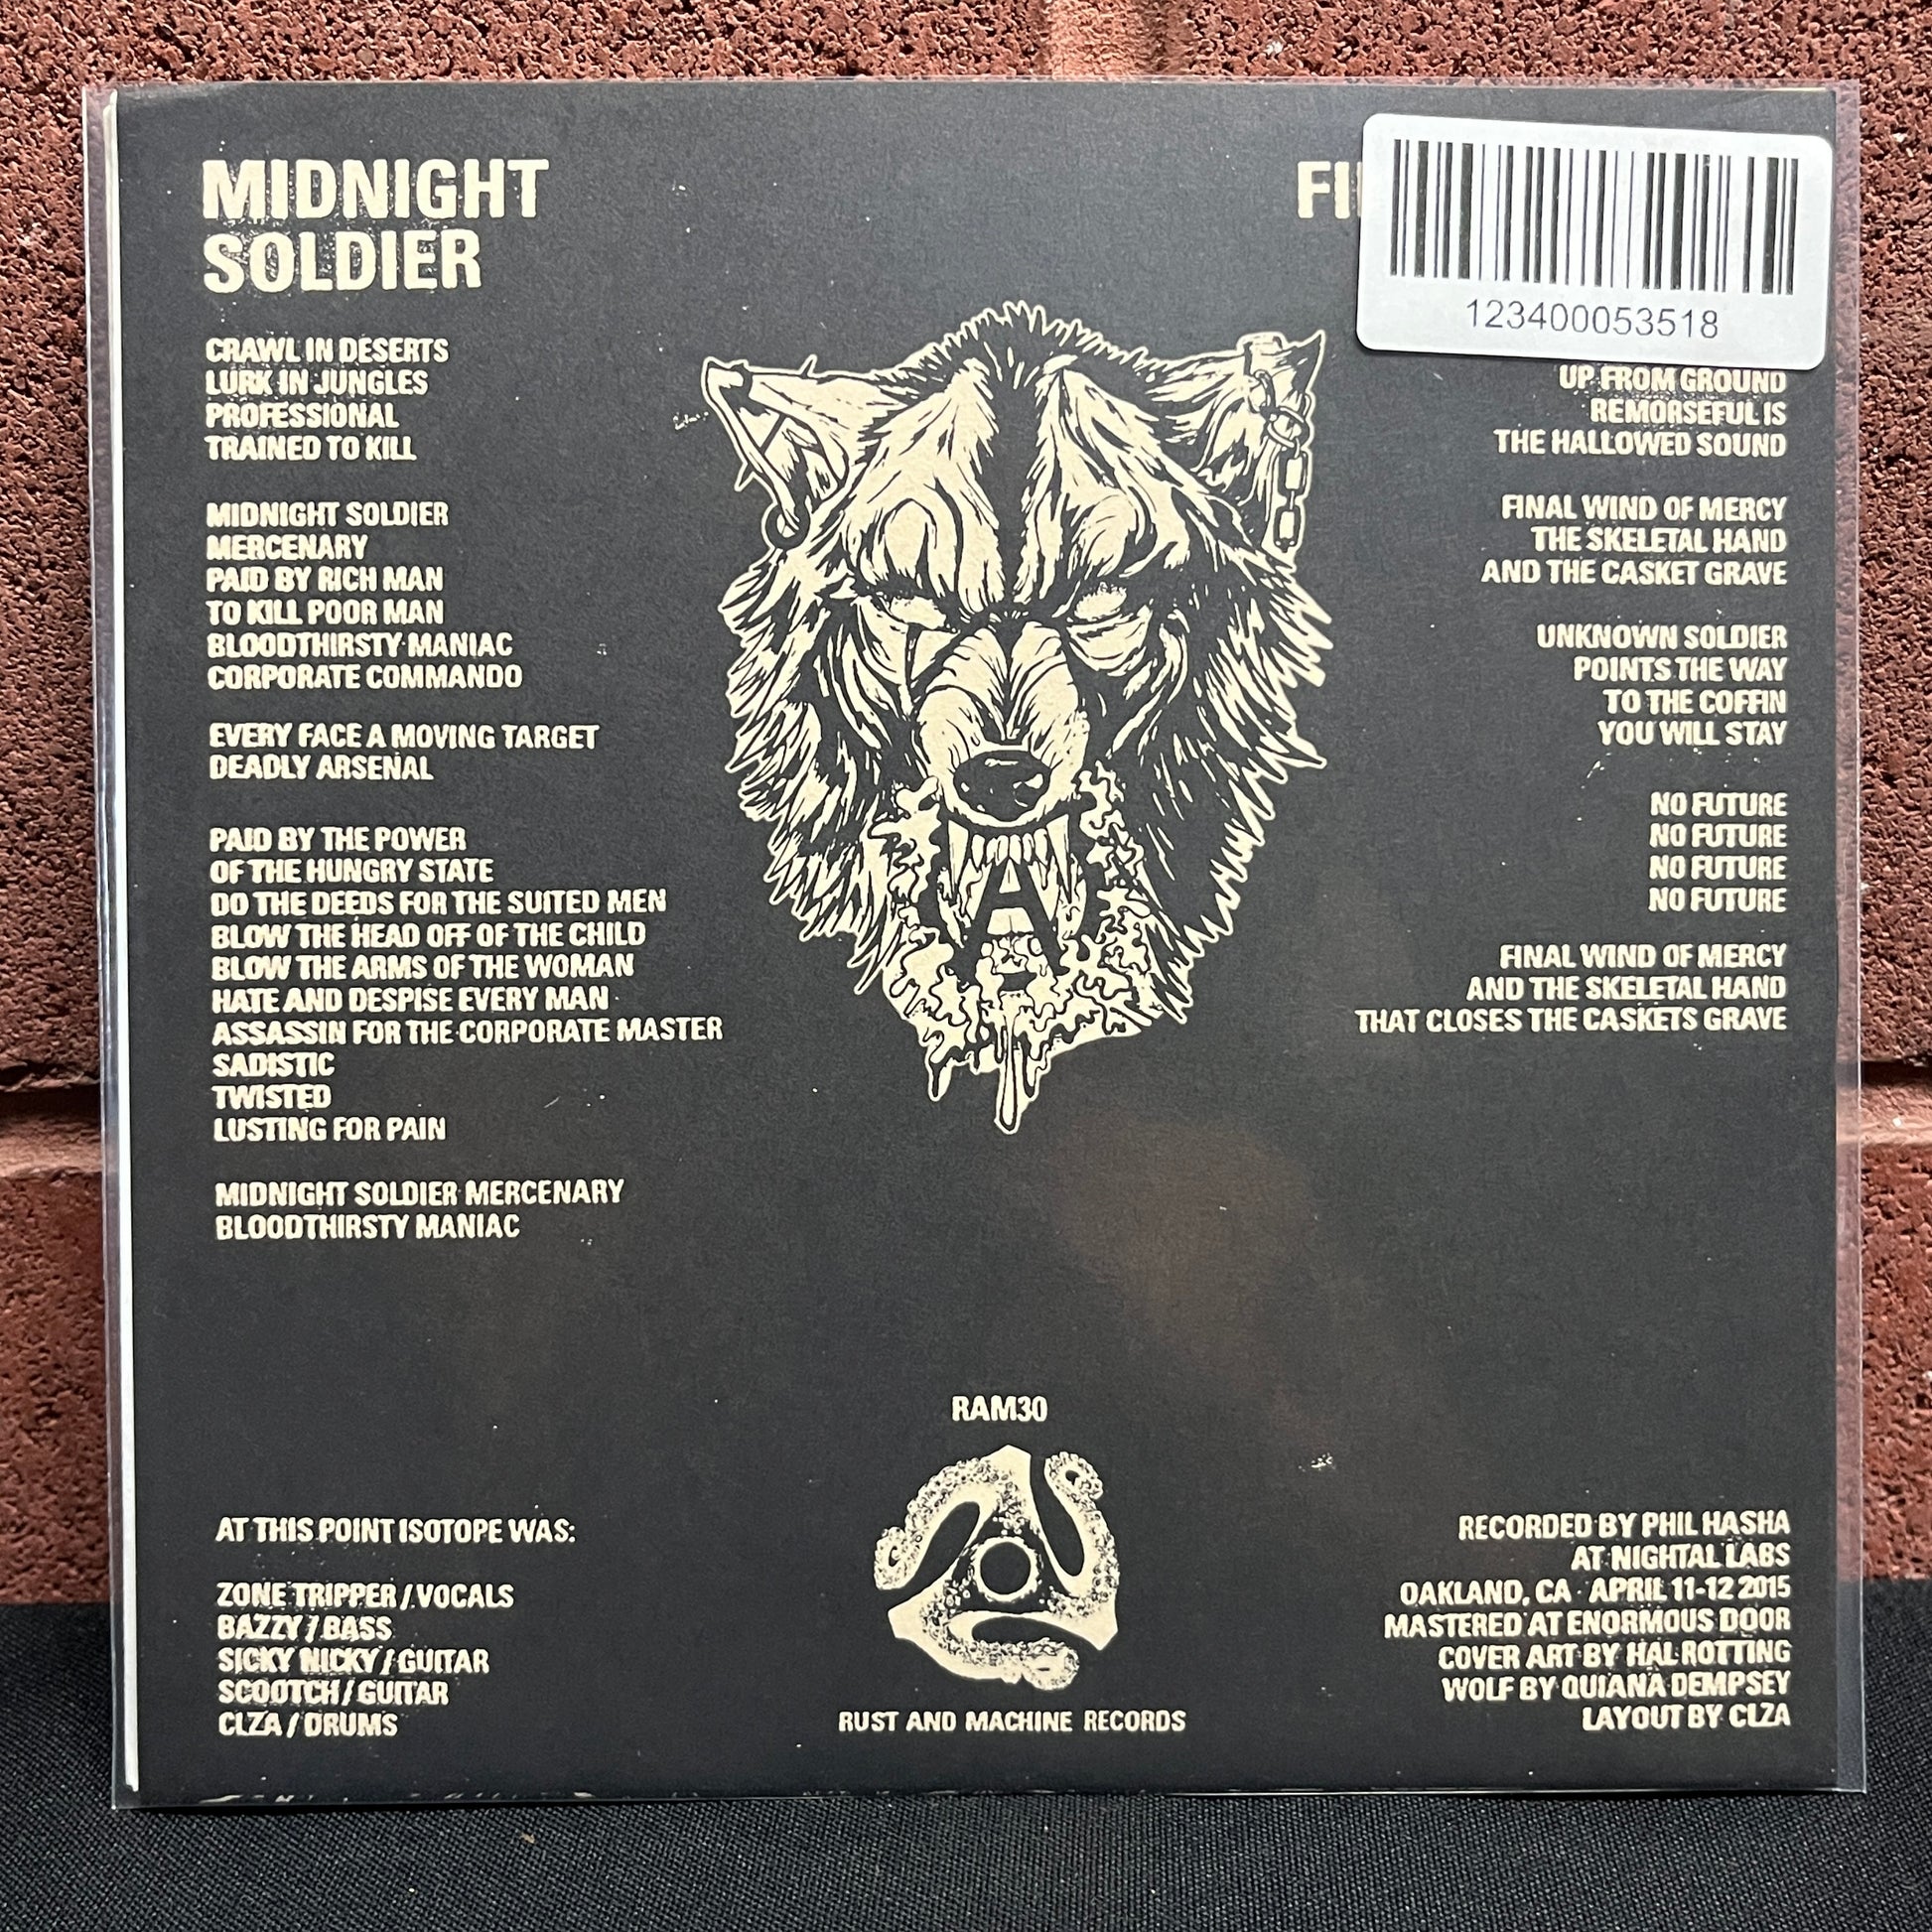 MIDNIGHT
SOLDIER
CRAWL IN DESERTS
LURK IN JUNGLES
PROFESSIONAL
TRAINED TO KILL
MIDNIGHT SOLDIER
MERCENARY
PAID BY RICH MAN
TO KILL POOR MAN
BLOODTHIRSTY MANIAC
CORPORATE COMMANDO
EVERY FACE A MOVING TARGET
DEADLY ARSENAL
PAID BY THE POWER
OF THE HUNGRY STATE
DO THE DEEDS FOR THE SUITED MEN
BLOW THE HEAD OFF OF THE CHILD
BLOW THE ARMS OF THE WOMAN
HATE AND DESPISE EVERY MAN
ASSASSIN FOR THE CORPORATE MASTER
SADISTIC
TWISTED
LUSTING FOR PAIN
MIDNIGHT SOLDIER MERCENARY
BLOODTHIRSTY MANIAC
123400053518
UP FROM GROUND
REMORSEFUL IS
THE HALLOWED SOUND
FINAL WIND OF MERCY
THE SKELETAL HAND
AND THE CASKET GRAVE
UNKNOWN SOLDIER
POINTS THE WAY
TO THE COFFIN
YOU WILL STAY
NO FUTURE
NO FUTURE
NO FUTURE
NO FUTURE
FINAL WIND OF MERCY
AND THE SKELETAL HAND
THAT CLOSES THE CASKETS GRAVE
AT THIS POINT ISOTOPE WAS:
ZONE TRIPPER / VOCALS
BAZZY / BASS
SICKY NICKY / GUITAR
SCOOTCH / GUITAR
CLZA / DRUMS
RAM30
RUST AND MACHINE RECORDS
RECORDED BY PHIL HASHA
AT NIGHTAL LABS
OAKLAND, CA · APRIL 11-12 2015
MASTERED AT ENORMOUS DOOR
COVER ART BY HAL ROTTING
WOLF BY QUIANA DEMPSEY
LAYOUT BY CLZA